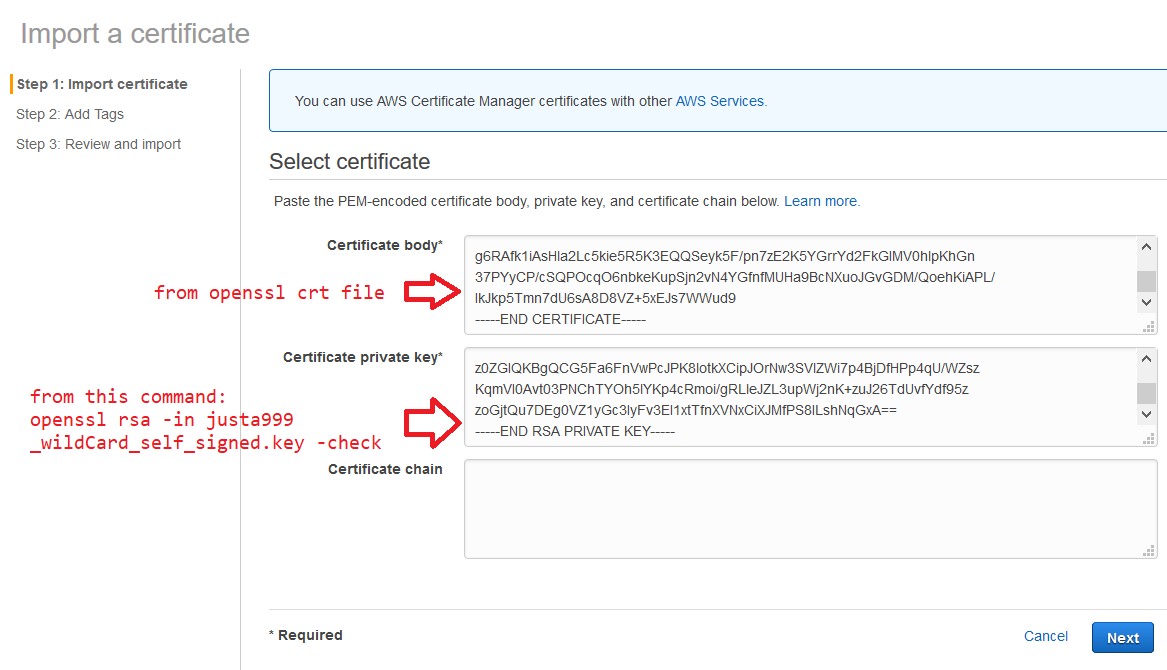 Import a certificate
Step 1: Import certificate
Step 2: Add Tags
Step 3: Review and import
You can use AWS Certificate Manager certificates with other AWS Services.
Select certificate
Paste the PEM-encoded certificate body, private key, and certificate chain below. Learn more.
Certificate body*
g6RAfk1iAsHla2Lc5kie5R5K3EQQSeyk5F/pn7zE2K5YGrrYd2FkGlMV0hlpKhGn
37PYyCP/cSQPOcqO6nbkeKupSjn2vN4YGfnfMUHa9BcNXuoJGvGDM/QoehKiAPL/
lkJkp5Tmn7dU6sA8D8VZ+5xEJs7WWud9
-----END CERTIFICATE-----
from openssl crt file
Certificate private key*
z0ZGlQKBgQCG5Fa6FnVwPcJPK8lotkXCipJOrNw3SVlZWi7p4BjDfHPp4qU/WZsz
KqmVl0Avt03PNChTYOh5lYKp4cRmoi/gRLleJZL3upWj2nK+zuJ26TdUvfYdf95z
zoGjtQu7DEg0VZ1yGc3lyFv3El1xtTfnXVNxCiXJMfPS8lLshNqGxA==
-----END RSA PRIVATE KEY-----
from this command:
openssl rsa -in justa999
_wildCard_self_signed.key -check
Certificate chain
* Required
Cancel
Next